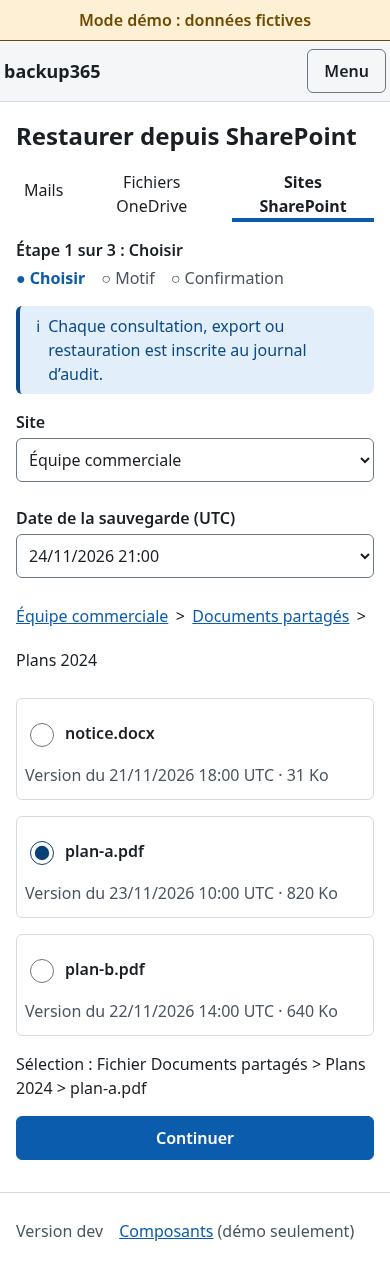 Mode démo : données fictives
backup365
Menu
Restaurer depuis SharePoint
Mails
Fichiers
OneDrive
Sites
SharePoint
Étape 1 sur 3 : Choisir
● Choisir ○ Motif ○ Confirmation
i Chaque consultation, export ou
restauration est inscrite au journal
d’audit.
Site
Équipe commerciale
Date de la sauvegarde (UTC)
24/11/2026 21:00
Équipe commerciale > Documents partagés >
Plans 2024
notice.docx
Version du 21/11/2026 18:00 UTC · 31 Ko
plan-a.pdf
Version du 23/11/2026 10:00 UTC · 820 Ko
plan-b.pdf
Version du 22/11/2026 14:00 UTC · 640 Ko
Sélection : Fichier Documents partagés > Plans
2024 > plan-a.pdf
Continuer
Version dev Composants (démo seulement)